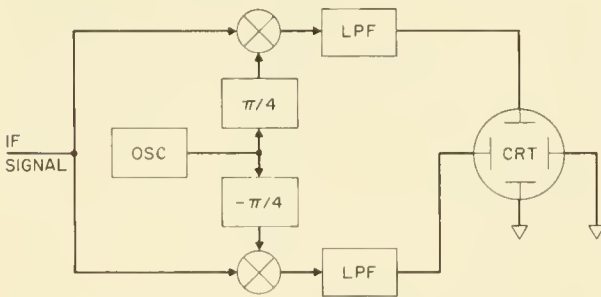 LPF
π/4
IF
SIGNAL
OSC
CRT
-π/4
LPF